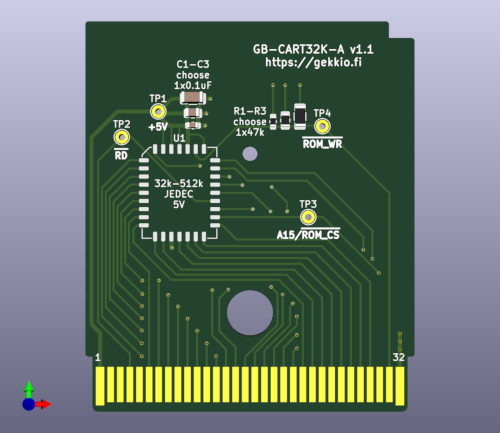 GB-CART32K-A v1.1
https://gekkio.fi
C1-C3
choose
1x0.1uF
TP1
+5V
R1-R3
choose
1x47k
TP4
ROM_WR
TP2
RD
U1
32k-512k
JEDEC
5V
TP3
A15/ROM_CS
1
32